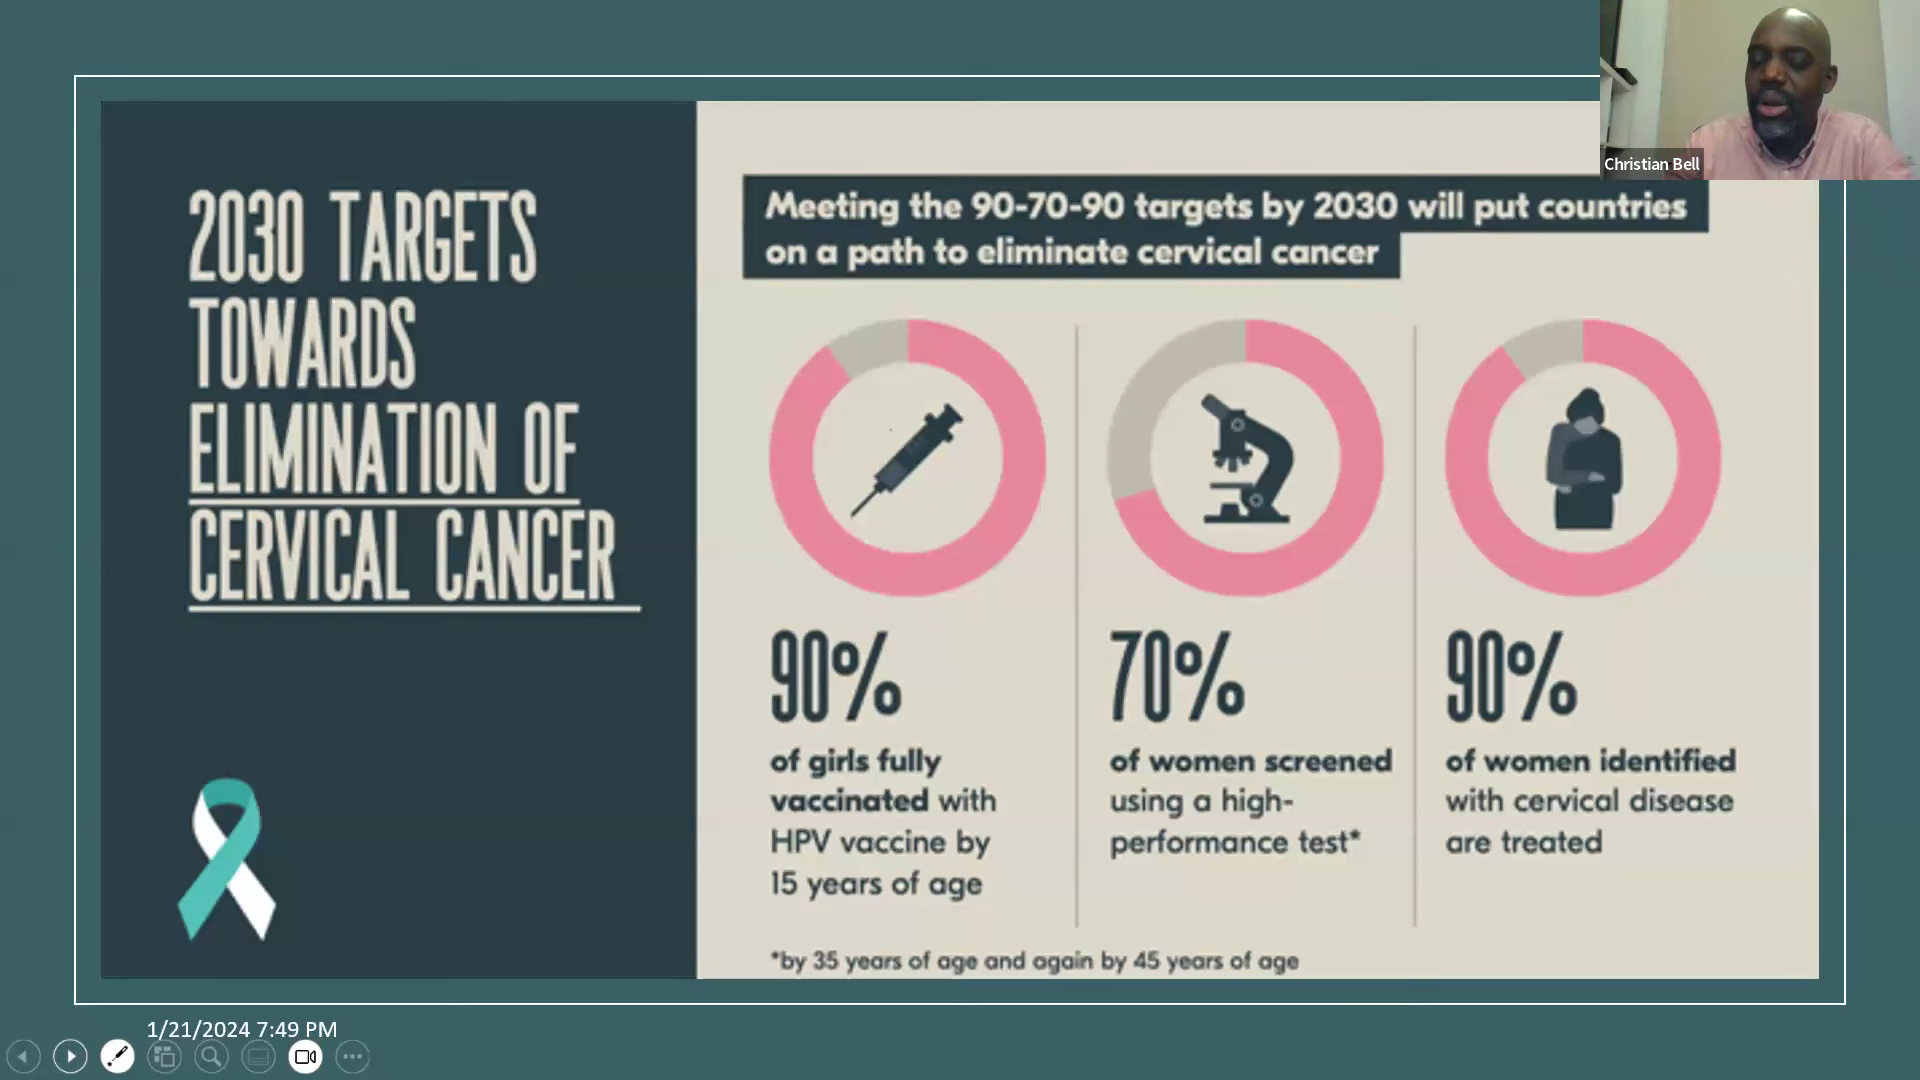 Christian Bell
2030 TARGETS
TOWARDS
ELIMINATION OF
CERVICAL CANCER
Meeting the 90-70-90 targets by 2030 will put countries
on a path to eliminate cervical cancer
90%
of girls fully
vaccinated with
HPV vaccine by
15 years of age
70%
of women screened
using a high-
performance test*
90%
of women identified
with cervical disease
are treated
*by 35 years of age and again by 45 years of age
1/21/2024 7:49 PM